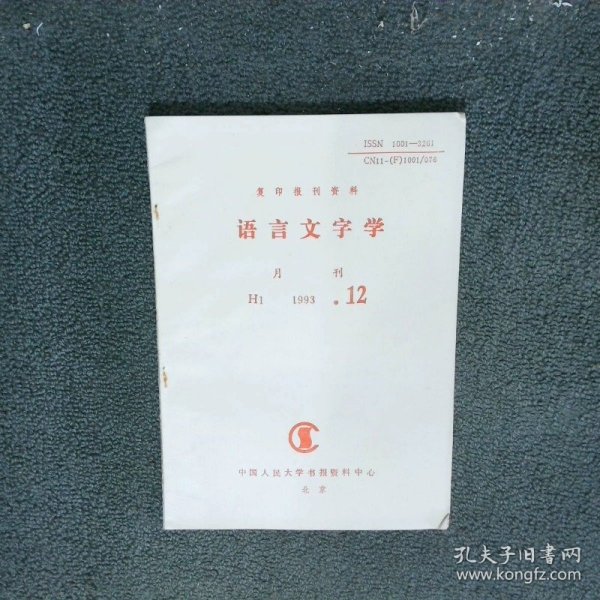 ISSN 1001—3261
CN11-(F)1001/076
复印报刊资料
语言文字学
月 刊
H1 1993 .12
中国人民大学书报资料中心
北京
孔夫子旧书网
www.kongfz.com